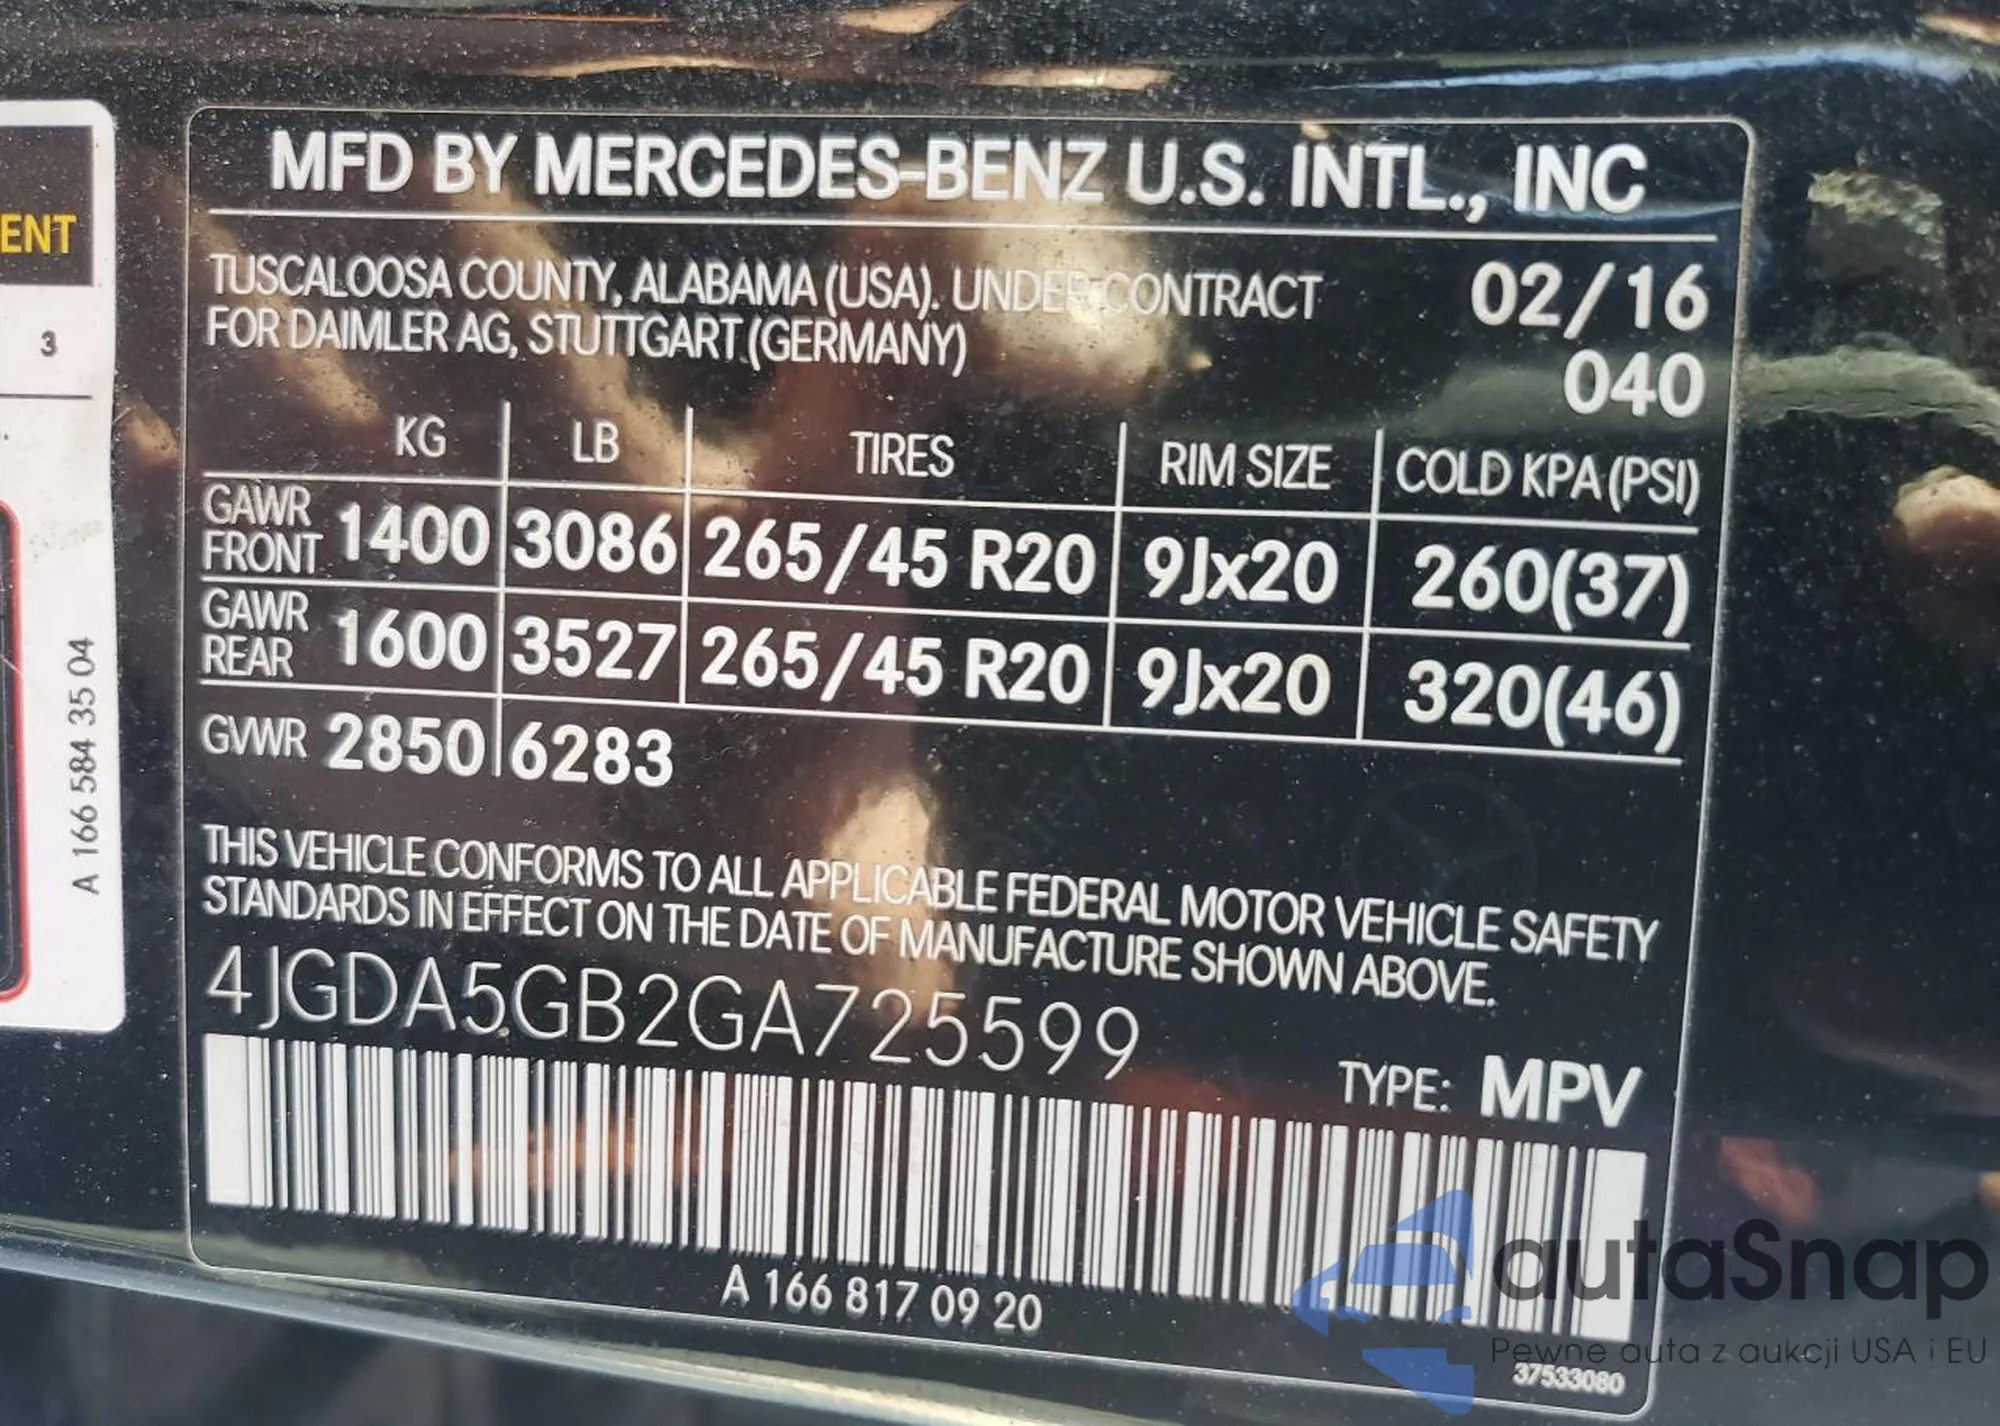 MFD BY MERCEDES-BENZ U.S. INTL., INC
TUSCALOOSA COUNTY, ALABAMA (USA). UNDER CONTRACT
FOR DAIMLER AG, STUTTGART (GERMANY)
02/16
040
KG LB TIRES RIM SIZE COLD KPA (PSI)
GAWR FRONT 1400 3086 265/45 R20 9Jx20 260(37)
GAWR REAR 1600 3527 265/45 R20 9Jx20 320(46)
GVWR 2850 6283
THIS VEHICLE CONFORMS TO ALL APPLICABLE FEDERAL MOTOR VEHICLE SAFETY
STANDARDS IN EFFECT ON THE DATE OF MANUFACTURE SHOWN ABOVE.
4JGDA5GB2GA725599
TYPE: MPV
A 166 817 09 20
37533080
ENT
3
A 166 584 35 04
autaSnap
Pewne auta z aukcji USA i EU